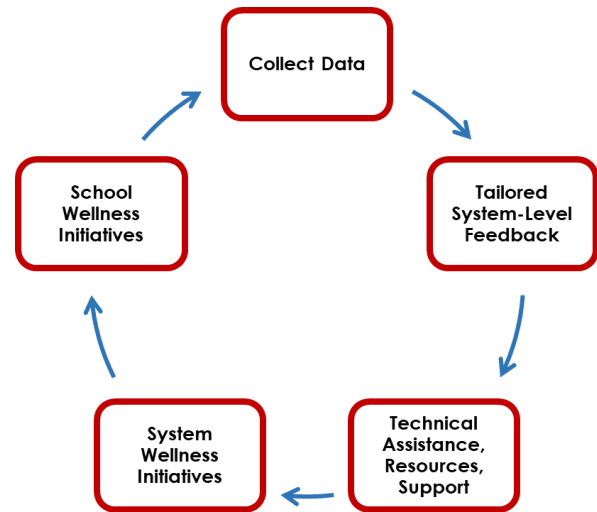 Collect Data
Tailored
System-Level
Feedback
Technical
Assistance,
Resources,
Support
System
Wellness
Initiatives
School
Wellness
Initiatives